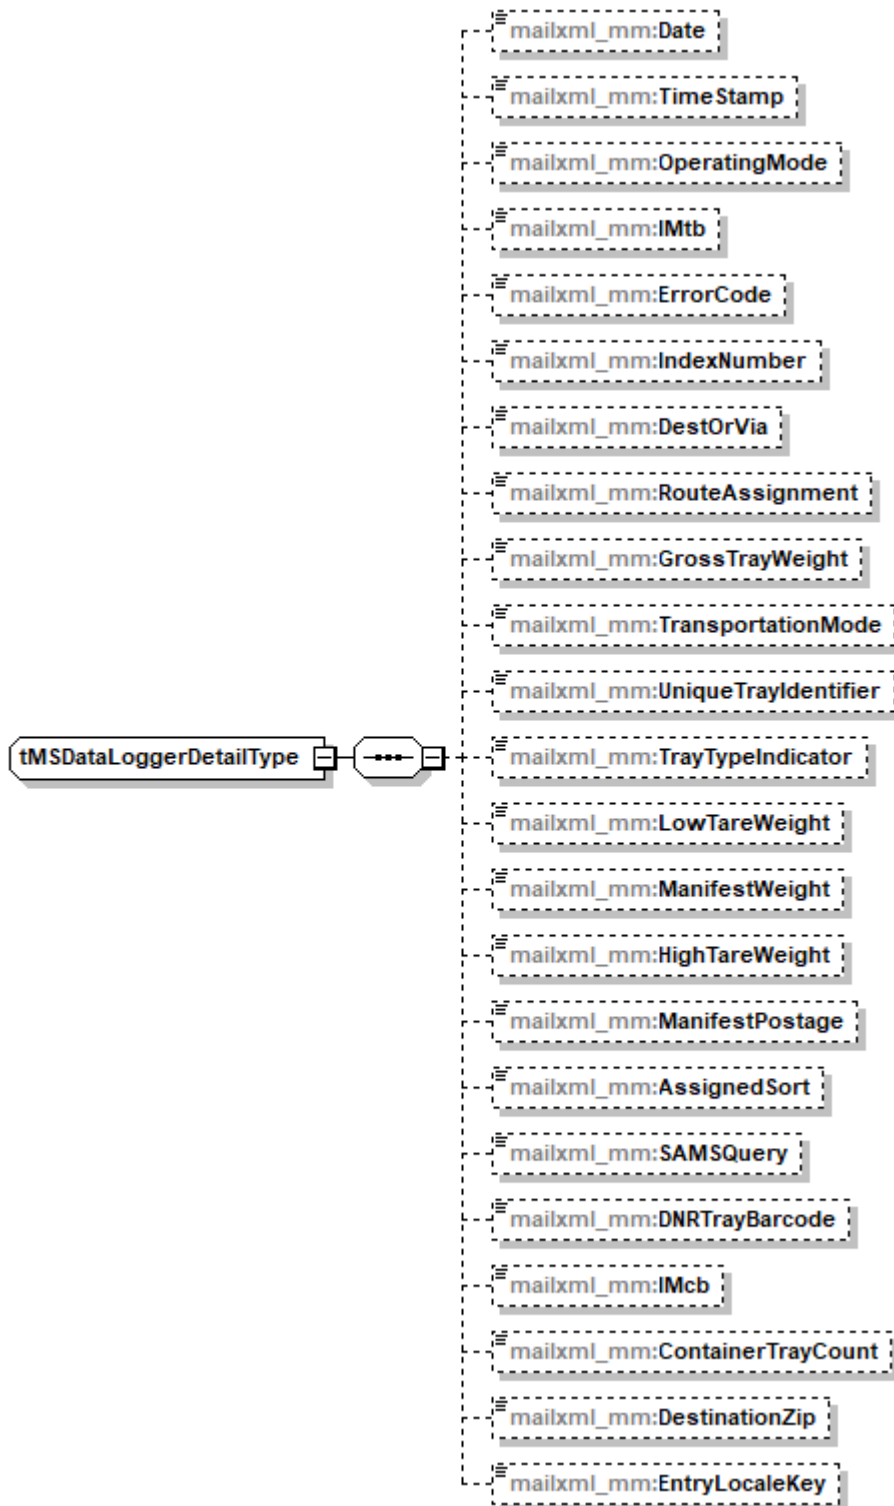 mailxml_mm:Date
mailxml_mm:TimeStamp
mailxml_mm:OperatingMode
mailxml_mm:IMtb
mailxml_mm:ErrorCode
mailxml_mm:IndexNumber
mailxml_mm:DestOrVia
mailxml_mm:RouteAssignment
mailxml_mm:GrossTrayWeight
mailxml_mm:TransportationMode
mailxml_mm:UniqueTrayIdentifier
tMSDataLoggerDetailType
mailxml_mm:TrayTypeIndicator
mailxml_mm:LowTareWeight
mailxml_mm:ManifestWeight
mailxml_mm:HighTareWeight
mailxml_mm:ManifestPostage
mailxml_mm:AssignedSort
mailxml_mm:SAMSQuery
mailxml_mm:DNRTrayBarcode
mailxml_mm:IMcb
mailxml_mm:ContainerTrayCount
mailxml_mm:DestinationZip
mailxml_mm:EntryLocaleKey